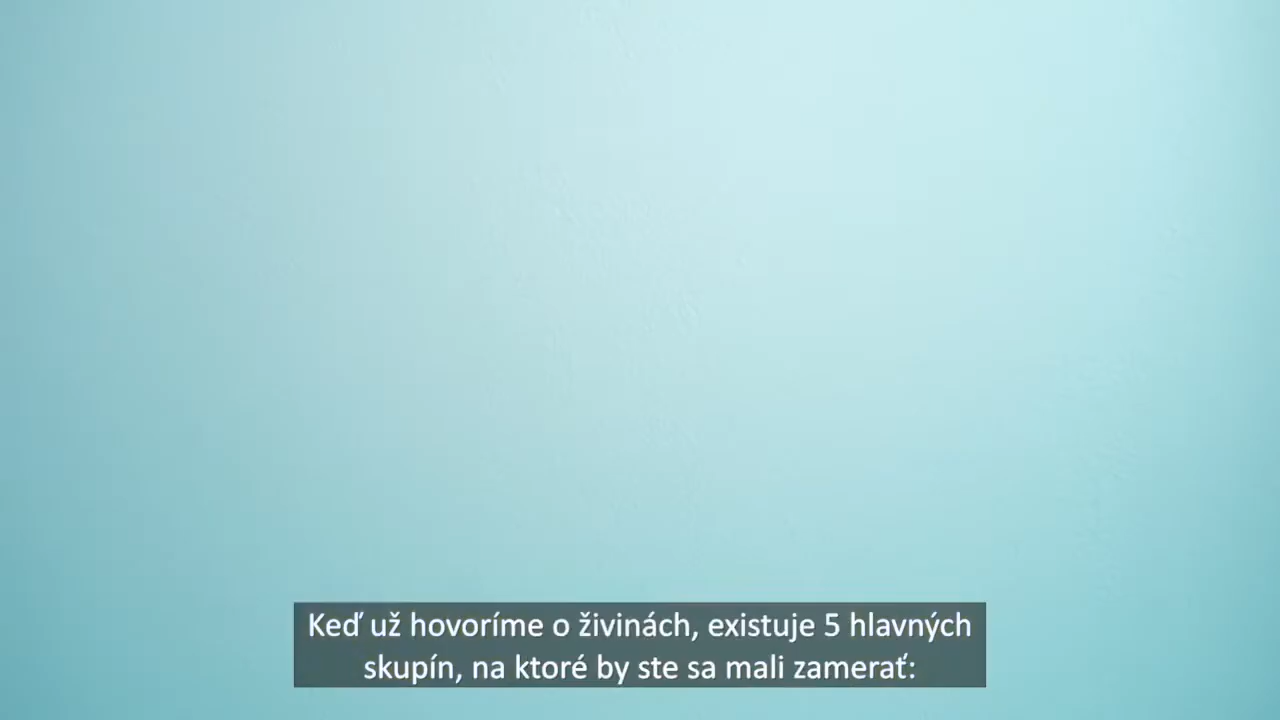 Keď už hovoríme o živinách, existuje 5 hlavných
skupín, na ktoré by ste sa mali zamerať: